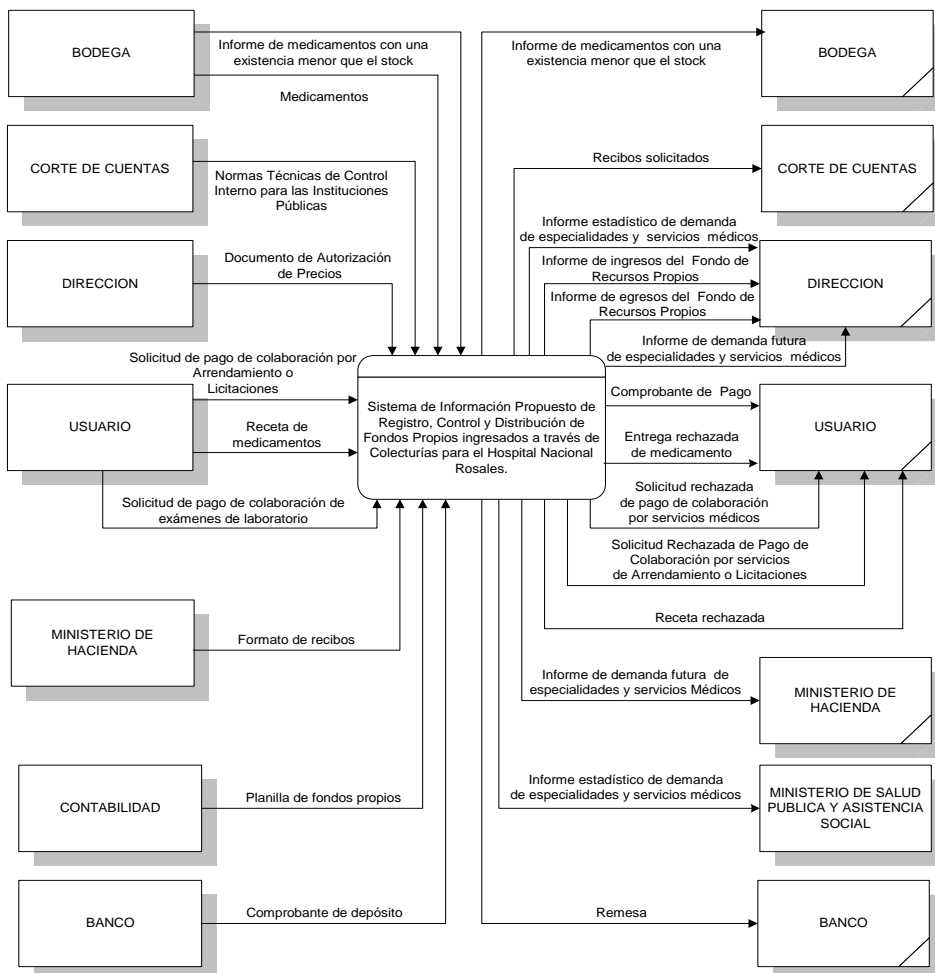 BODEGA
Informe de medicamentos con una
existencia menor que el stock
Medicamentos
CORTE DE CUENTAS
Normas Técnicas de Control
Interno para las Instituciones
Públicas
DIRECCION
Documento de Autorización
de Precios
USUARIO
Solicitud de pago de colaboración por
Arrendamiento o
Licitaciones
Receta de
medicamentos
Solicitud de pago de colaboración de
exámenes de laboratorio
MINISTERIO DE
HACIENDA
Formato de recibos
CONTABILIDAD
Planilla de fondos propios
BANCO
Comprobante de depósito
Sistema de Información Propuesto de
Registro, Control y Distribución de
Fondos Propios ingresados a través de
Colecturías para el Hospital Nacional
Rosales.
Informe de medicamentos con una
existencia menor que el stock
BODEGA
Recibos solicitados
CORTE DE CUENTAS
Informe estadístico de demanda
de especialidades y servicios médicos
Informe de ingresos del Fondo de
Recursos Propios
Informe de egresos del Fondo de
Recursos Propios
Informe de demanda futura
de especialidades y servicios médicos
DIRECCION
Comprobante de Pago
Entrega rechazada
de medicamento
Solicitud rechazada
de pago de colaboración
por servicios médicos
Solicitud Rechazada de Pago de
Colaboración por servicios
de Arrendamiento o Licitaciones
Receta rechazada
USUARIO
Informe de demanda futura de
especialidades y servicios Médicos
MINISTERIO DE
HACIENDA
Informe estadístico de demanda
de especialidades y servicios médicos
MINISTERIO DE SALUD
PUBLICA Y ASISTENCIA
SOCIAL
Remesa
BANCO